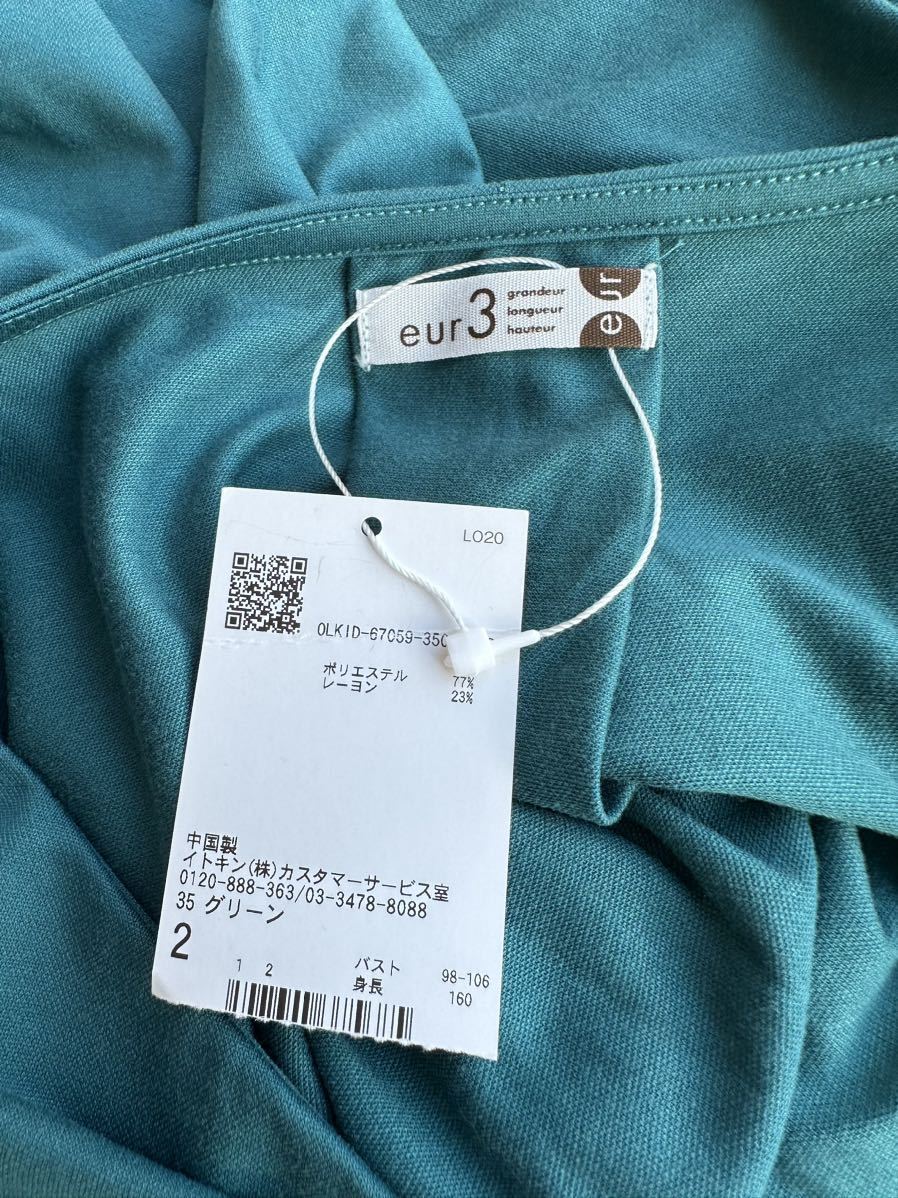 eur3
grandeur
longueur
hauteur
eur
LO20
OLKID-67059-350
ポリエステル 77%
レーヨン 23%
中国製
イトキン(株)カスタマーサービス室
0120-888-363/03-3478-8088
35 グリーン
2
1 2
バスト 98-106
身長 160